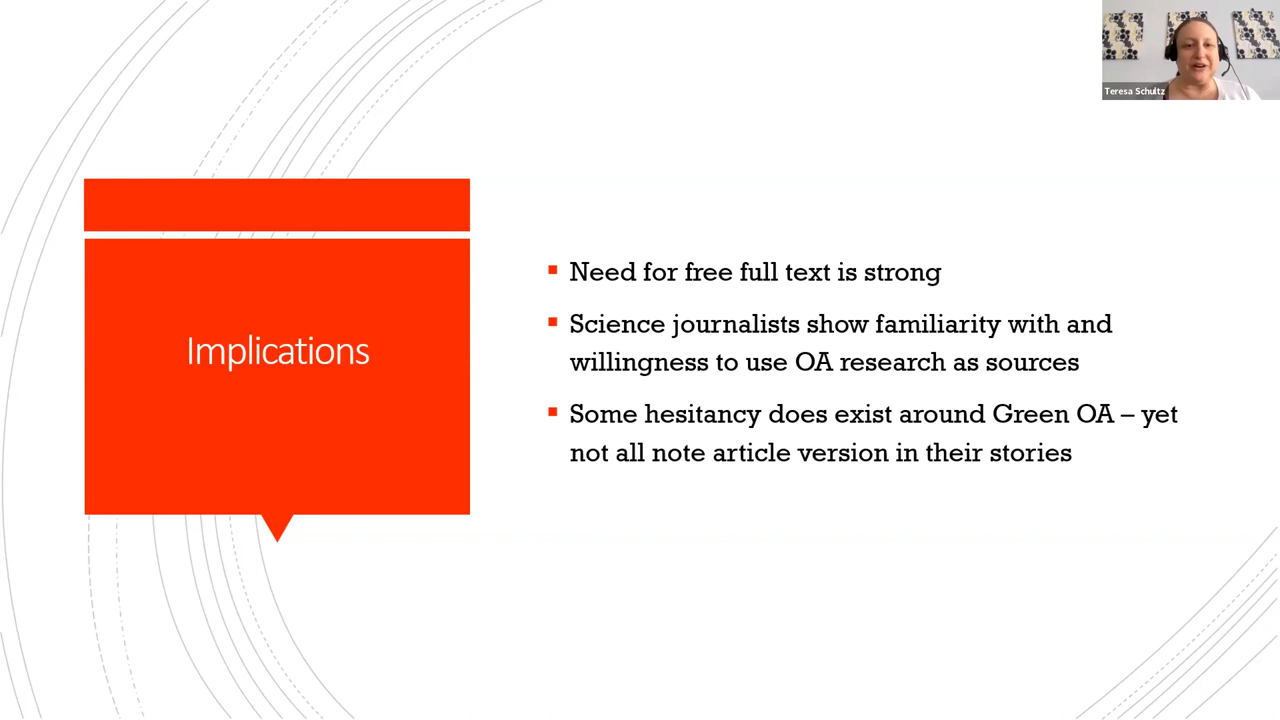 Teresa Schultz
Implications
Need for free full text is strong
Science journalists show familiarity with and
willingness to use OA research as sources
Some hesitancy does exist around Green OA – yet
not all note article version in their stories